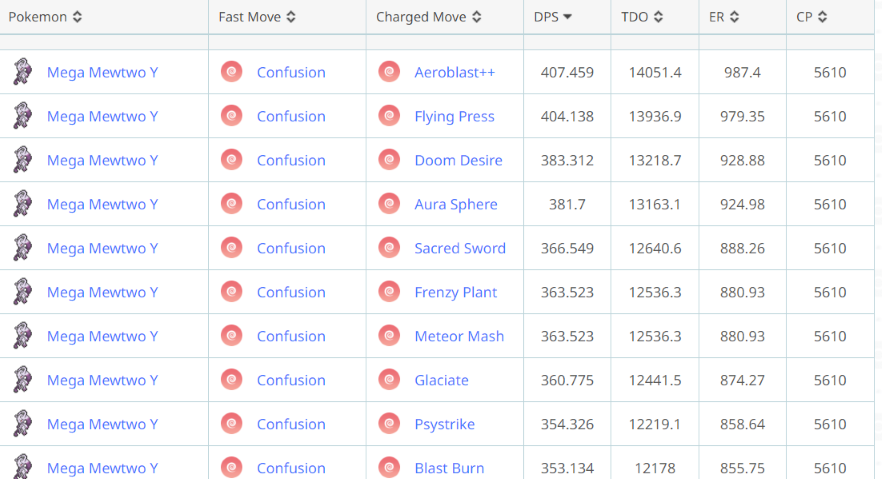 Pokemon Fast Move Charged Move DPS TDO ER CP
Mega Mewtwo Y Confusion Aeroblast++ 407.459 14051.4 987.4 5610
Mega Mewtwo Y Confusion Flying Press 404.138 13936.9 979.35 5610
Mega Mewtwo Y Confusion Doom Desire 383.312 13218.7 928.88 5610
Mega Mewtwo Y Confusion Aura Sphere 381.7 13163.1 924.98 5610
Mega Mewtwo Y Confusion Sacred Sword 366.549 12640.6 888.26 5610
Mega Mewtwo Y Confusion Frenzy Plant 363.523 12536.3 880.93 5610
Mega Mewtwo Y Confusion Meteor Mash 363.523 12536.3 880.93 5610
Mega Mewtwo Y Confusion Glaciate 360.775 12441.5 874.27 5610
Mega Mewtwo Y Confusion Psystrike 354.326 12219.1 858.64 5610
Mega Mewtwo Y Confusion Blast Burn 353.134 12178 855.75 5610